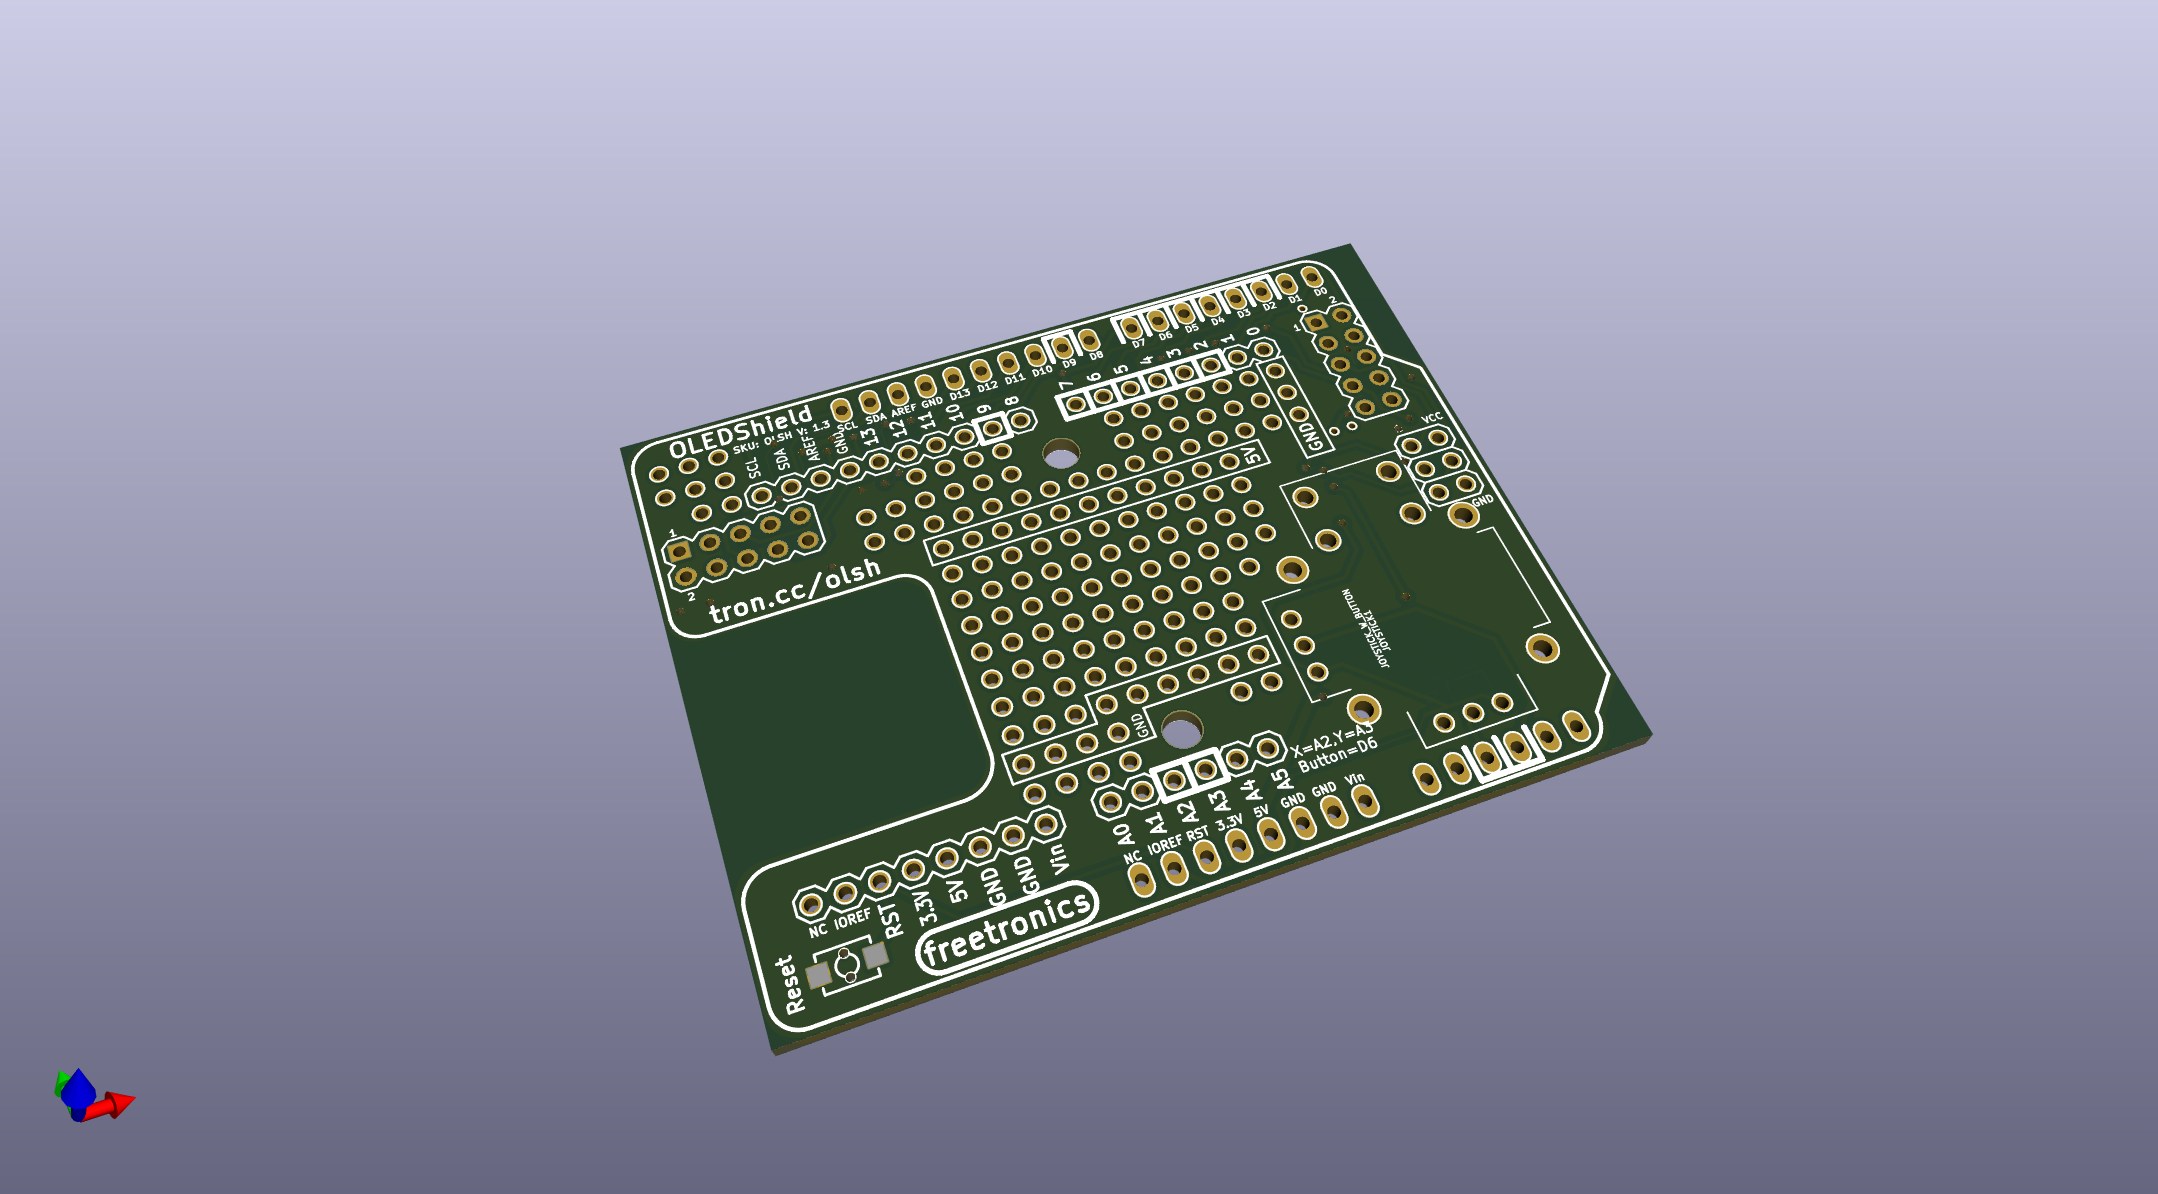 OLEDShield
SKU: OLSH V: 1.3
SCL SDA AREF GND D13 D12 D11 D10 D9 D8
D7 D6 D5 D4 D3 D2 D1 D0
SCL SDA AREF GND 13 12 11 10 9 8
7 6 5 4 3 2 1 0
1
2
1
2
GND
5V
VCC
GND
tron.cc/olsh
JOYSTICK_W_BUTTON
JOYSTICK1
GND
X=A2,Y=A3
Button=D6
A0 A1 A2 A3 A4 A5
NC IOREF RST 3.3V 5V GND GND Vin
NC IOREF RST 3.3V 5V GND GND Vin
freetronics
Reset